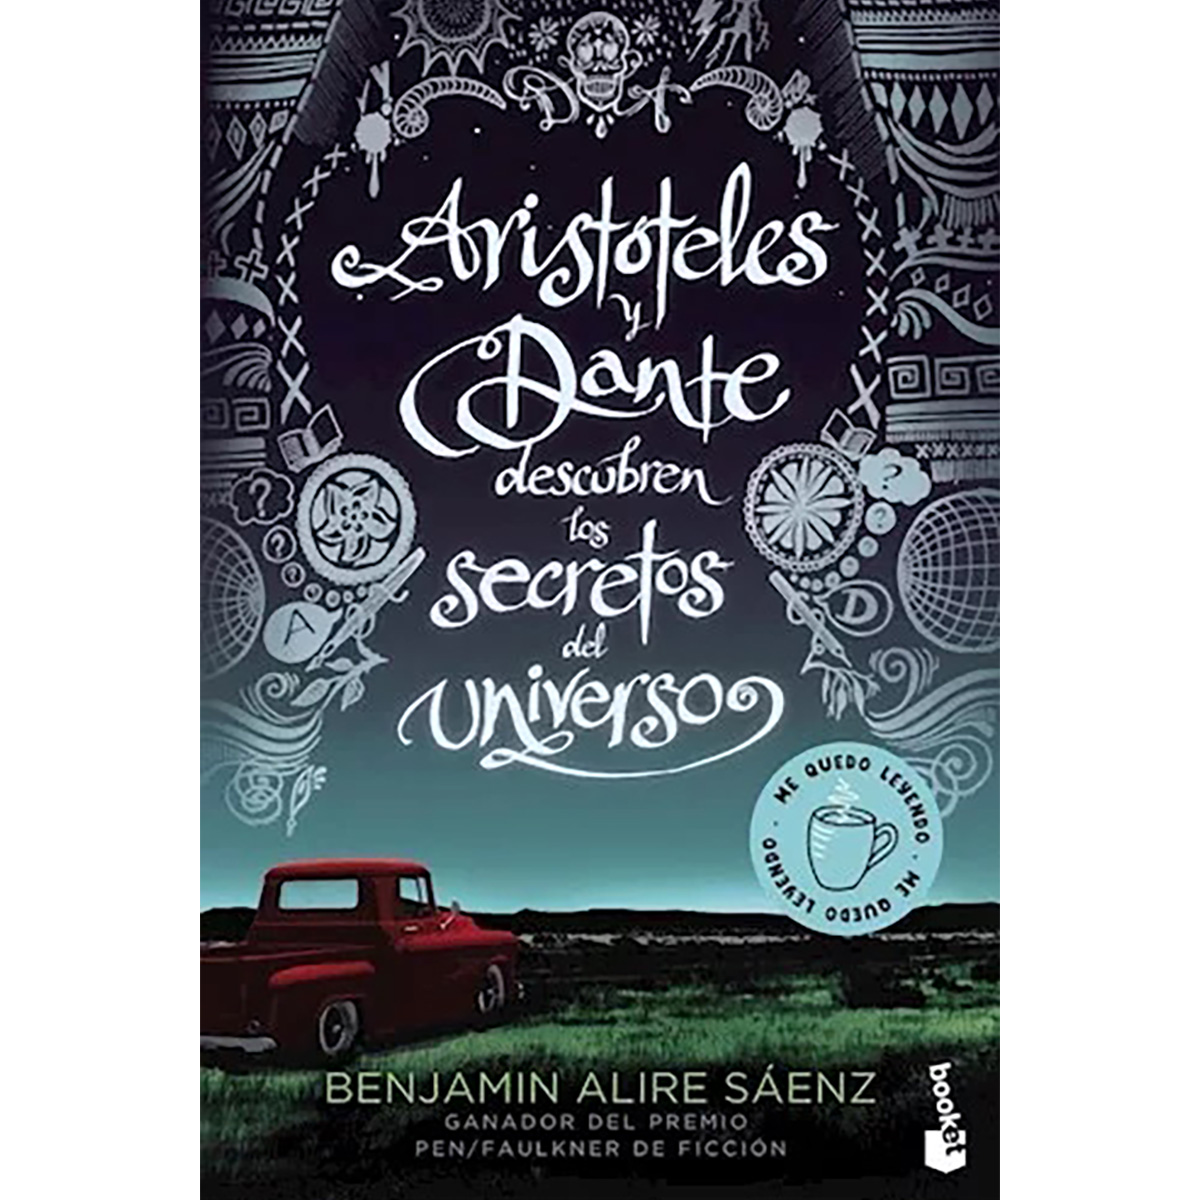 D A
Aristóteles
y
Dante
descubren
los
secretos
del
universo
?
?
?
?
?
?
A
D
ME QUEDO LEYENDO · ME QUEDO LEYENDO ·
BENJAMIN ALIRE SÁENZ
GANADOR DEL PREMIO
PEN/FAULKNER DE FICCIÓN
booket